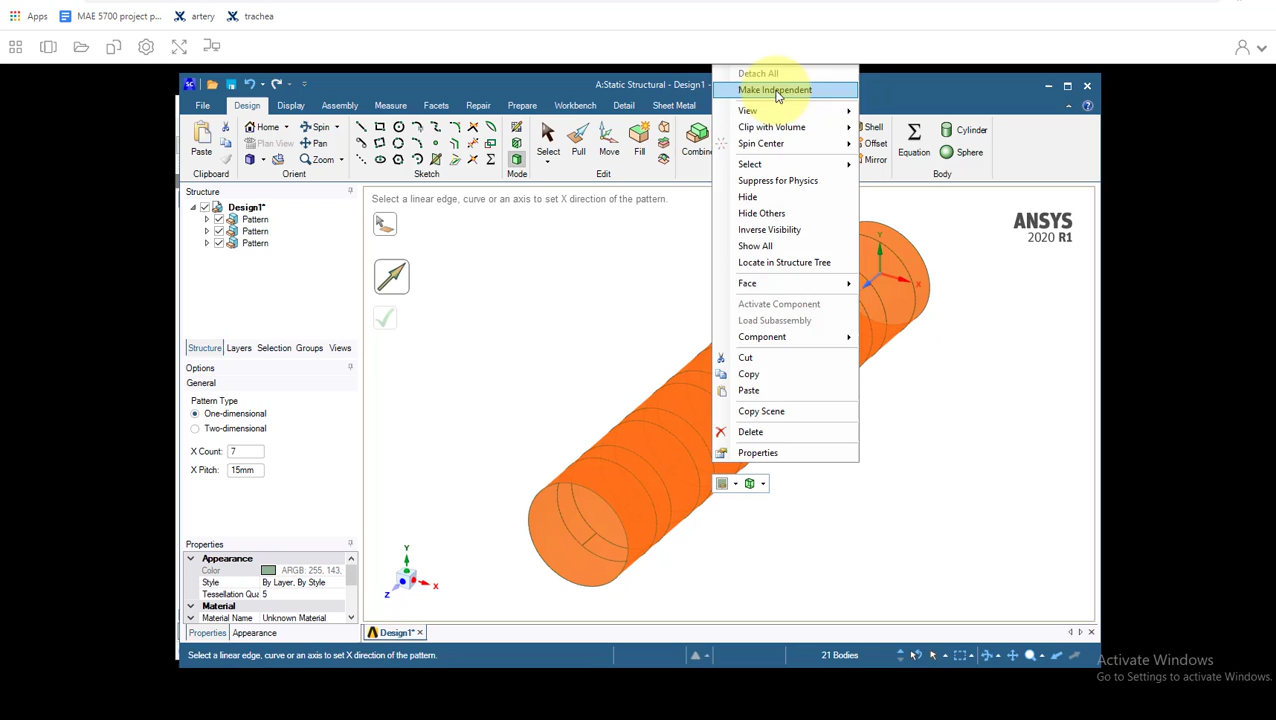 Apps
MAE 5700 project p...
artery
trachea
A:Static Structural - Design1 -
File
Design
Display
Assembly
Measure
Facets
Repair
Prepare
Workbench
Detail
Sheet Metal
Paste
Home
Plan View
Spin
Pan
Zoom
Select
Pull
Move
Fill
Combine
Shell
Offset
Mirror
Equation
Cylinder
Sphere
Clipboard
Orient
Sketch
Mode
Edit
Body
Structure
Design1*
Pattern
Pattern
Pattern
Structure
Layers
Selection
Groups
Views
Options
General
Pattern Type
One-dimensional
Two-dimensional
X Count: 7
X Pitch: 15mm
Properties
Appearance
Color ARGB: 255, 143,
Style By Layer, By Style
Tessellation Qua 5
Material
Material Name Unknown Material
Properties
Appearance
Select a linear edge, curve or an axis to set X direction of the pattern.
Detach All
Make Independent
View
Clip with Volume
Spin Center
Select
Suppress for Physics
Hide
Hide Others
Inverse Visibility
Show All
Locate in Structure Tree
Face
Activate Component
Load Subassembly
Component
Cut
Copy
Paste
Copy Scene
Delete
Properties
ANSYS
2020 R1
Y
X
Y
X
Z
Design1*
Select a linear edge, curve or an axis to set X direction of the pattern.
21 Bodies
Activate Windows
Go to Settings to activate Windows.